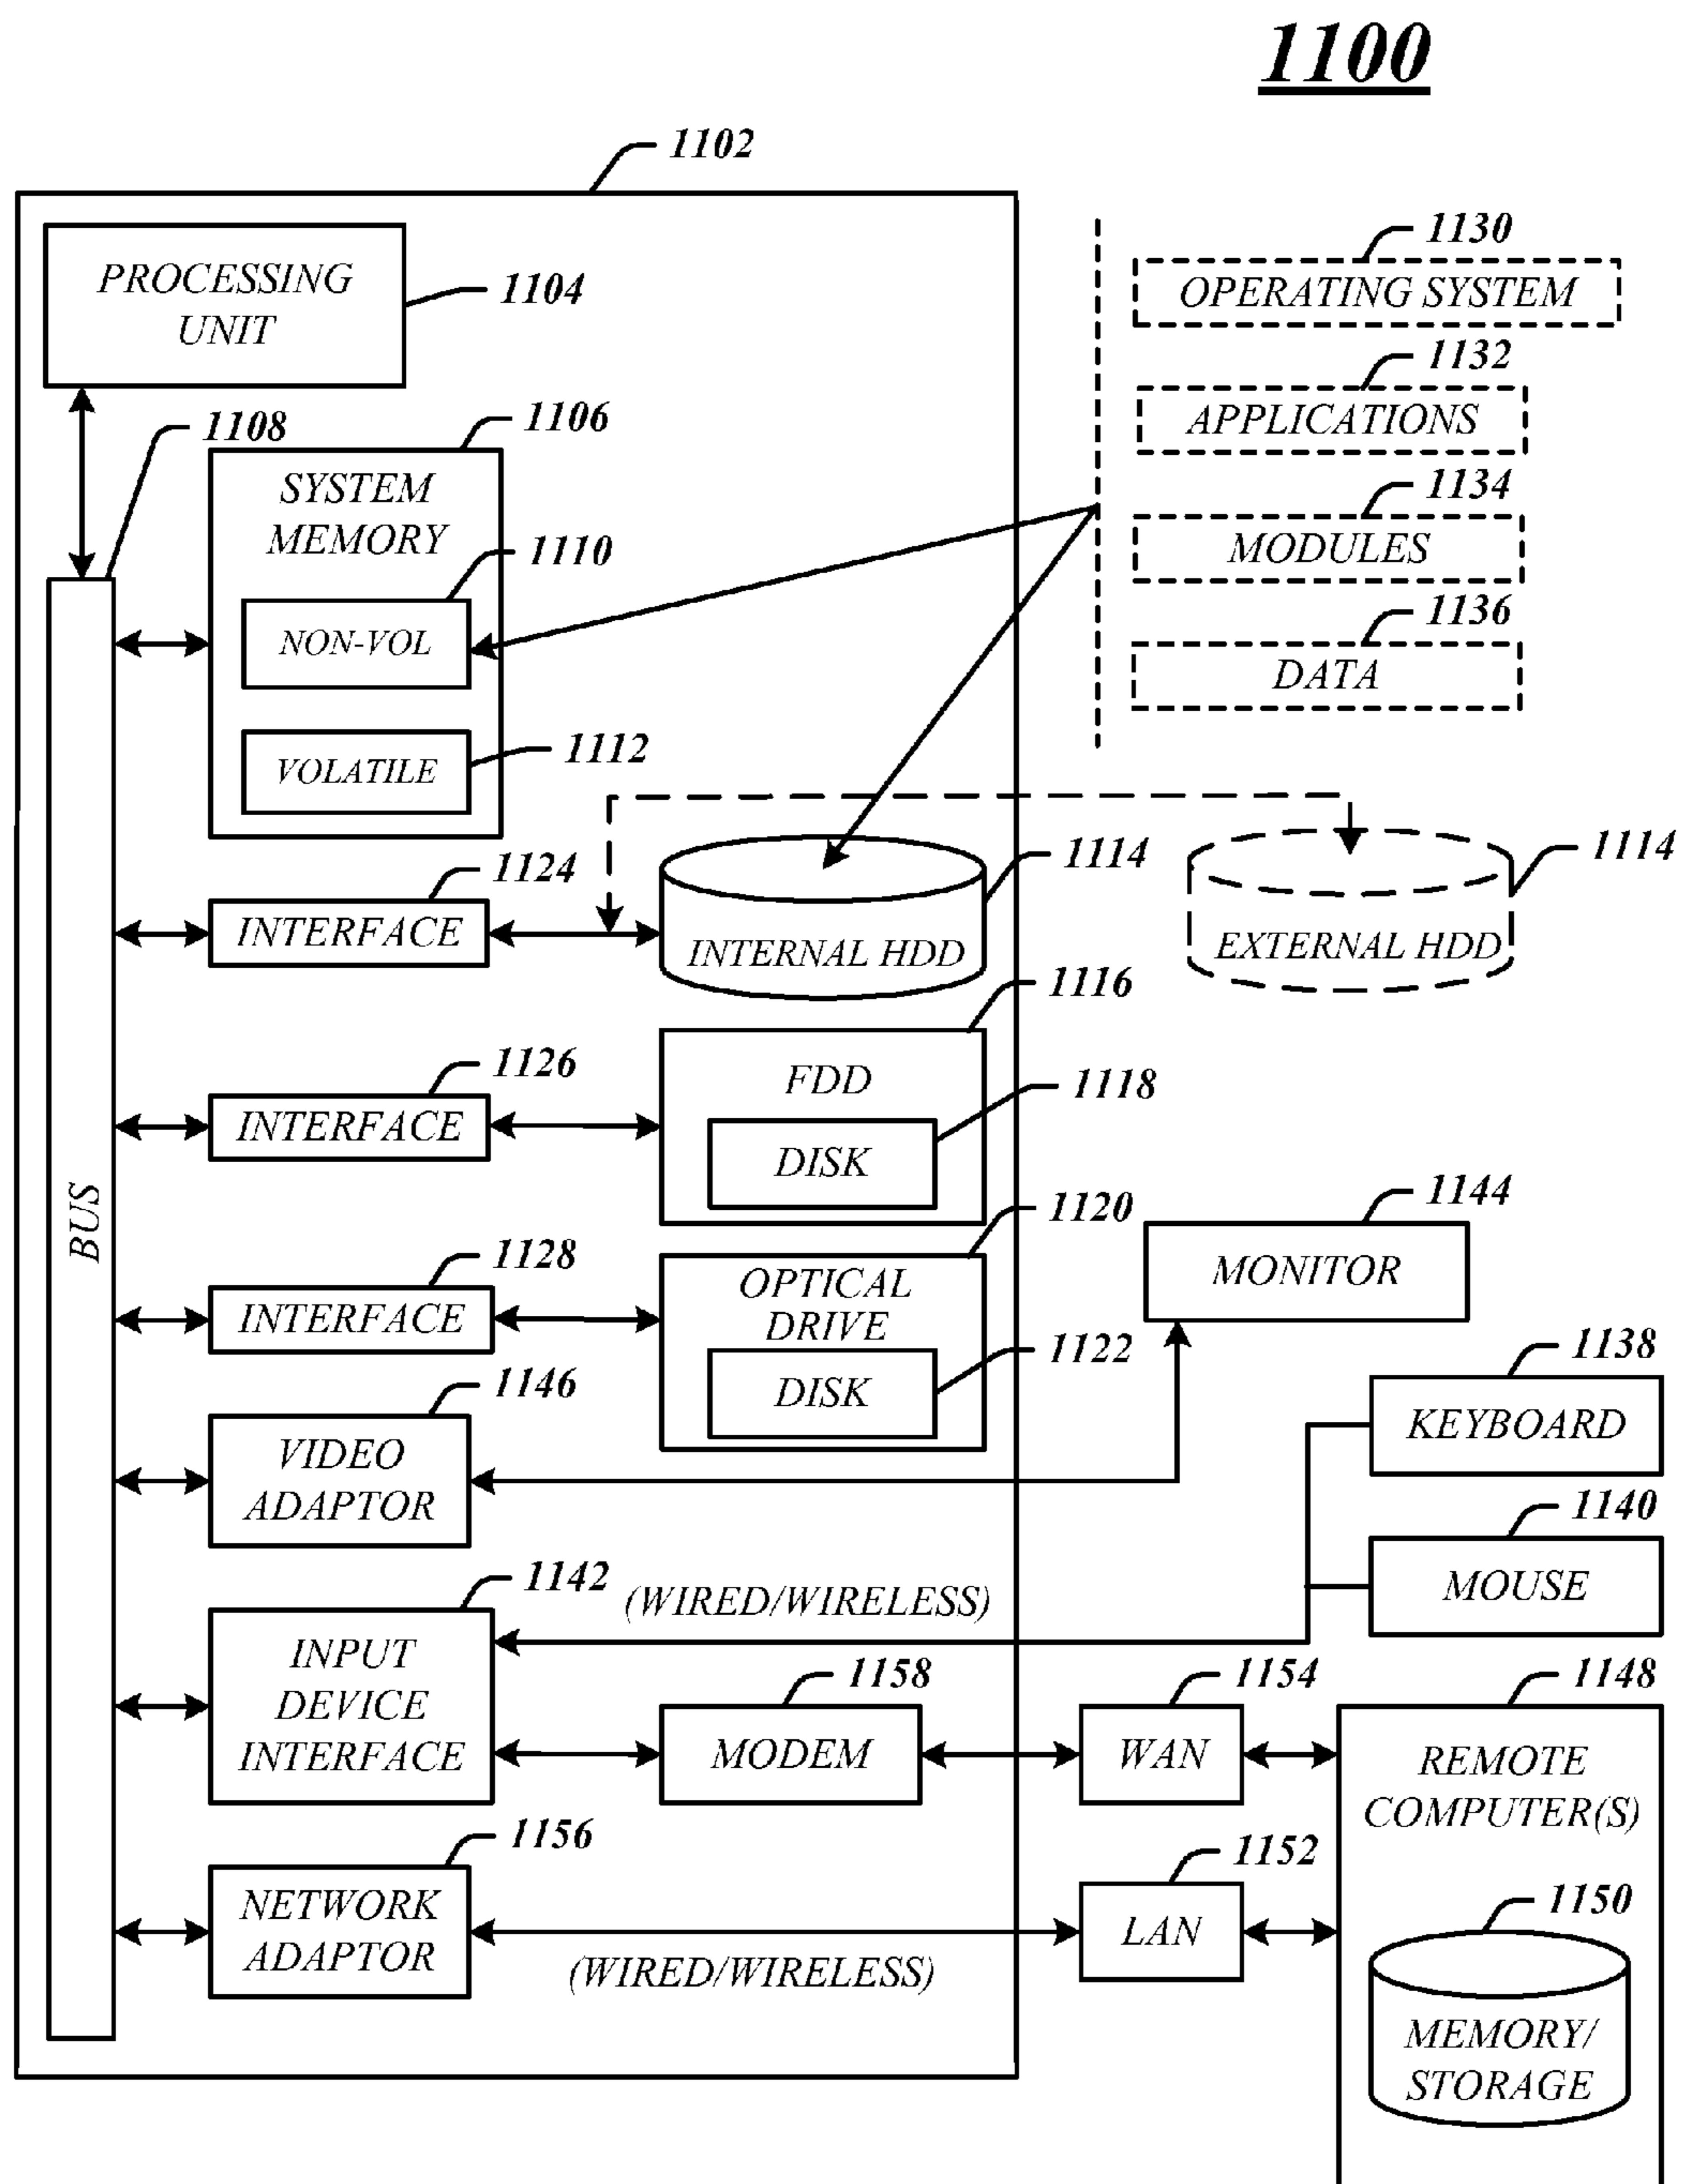 1100
1102
PROCESSING
UNIT
1104
1130
OPERATING SYSTEM
1132
APPLICATIONS
1134
MODULES
1136
DATA
1108
1106
SYSTEM
MEMORY
1110
NON-VOL
1112
VOLATILE
1124
INTERFACE
1114
INTERNAL HDD
1114
EXTERNAL HDD
1116
FDD
1118
DISK
1126
INTERFACE
BUS
1120
OPTICAL
DRIVE
1122
DISK
1128
INTERFACE
1144
MONITOR
1146
VIDEO
ADAPTOR
1138
KEYBOARD
1140
MOUSE
1142
(WIRED/WIRELESS)
INPUT
DEVICE
INTERFACE
1158
MODEM
1154
WAN
1148
REMOTE
COMPUTER(S)
1156
NETWORK
ADAPTOR
(WIRED/WIRELESS)
1152
LAN
1150
MEMORY/
STORAGE